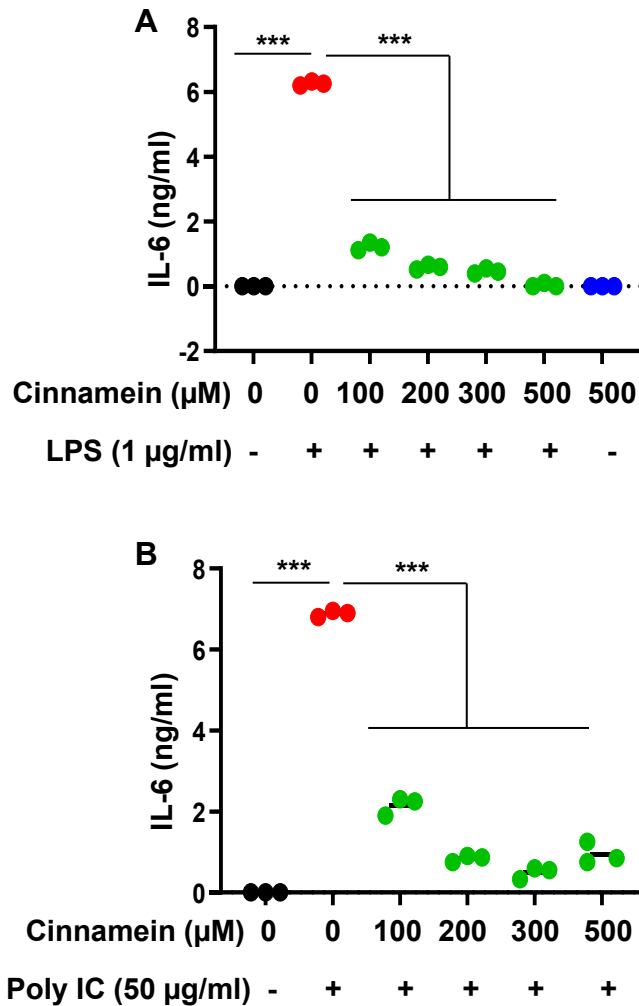 A
*** ***
8
6
4
2
0
-2
IL-6 (ng/ml)
Cinnamein (µM) 0 0 100 200 300 500 500
LPS (1 µg/ml) - + + + + + -
B
*** ***
8
6
4
2
0
IL-6 (ng/ml)
Cinnamein (µM) 0 0 100 200 300 500
Poly IC (50 µg/ml) - + + + + +